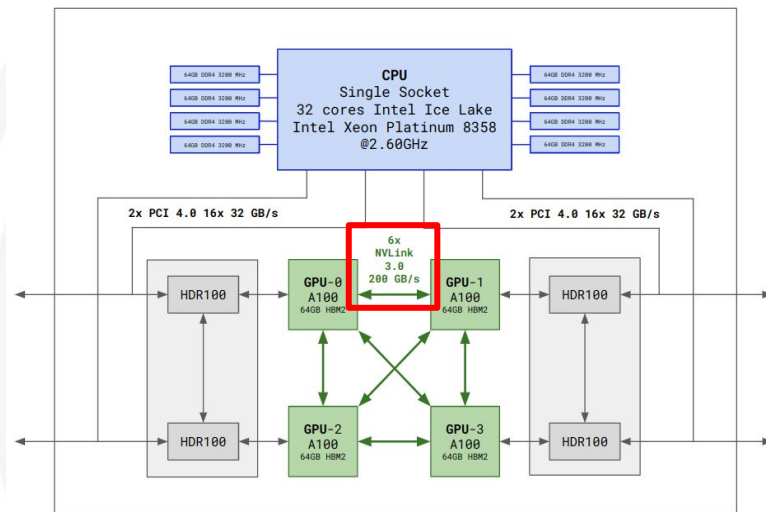 CPU
Single Socket
32 cores Intel Ice Lake
Intel Xeon Platinum 8358
@2.60GHz
64GB DDR4 3200 MHz
64GB DDR4 3200 MHz
64GB DDR4 3200 MHz
64GB DDR4 3200 MHz
64GB DDR4 3200 MHz
64GB DDR4 3200 MHz
64GB DDR4 3200 MHz
64GB DDR4 3200 MHz
2x PCI 4.0 16x 32 GB/s
2x PCI 4.0 16x 32 GB/s
6x
NVLink
3.0
200 GB/s
HDR100
GPU-0
A100
64GB HBM2
GPU-1
A100
64GB HBM2
HDR100
HDR100
GPU-2
A100
64GB HBM2
GPU-3
A100
64GB HBM2
HDR100